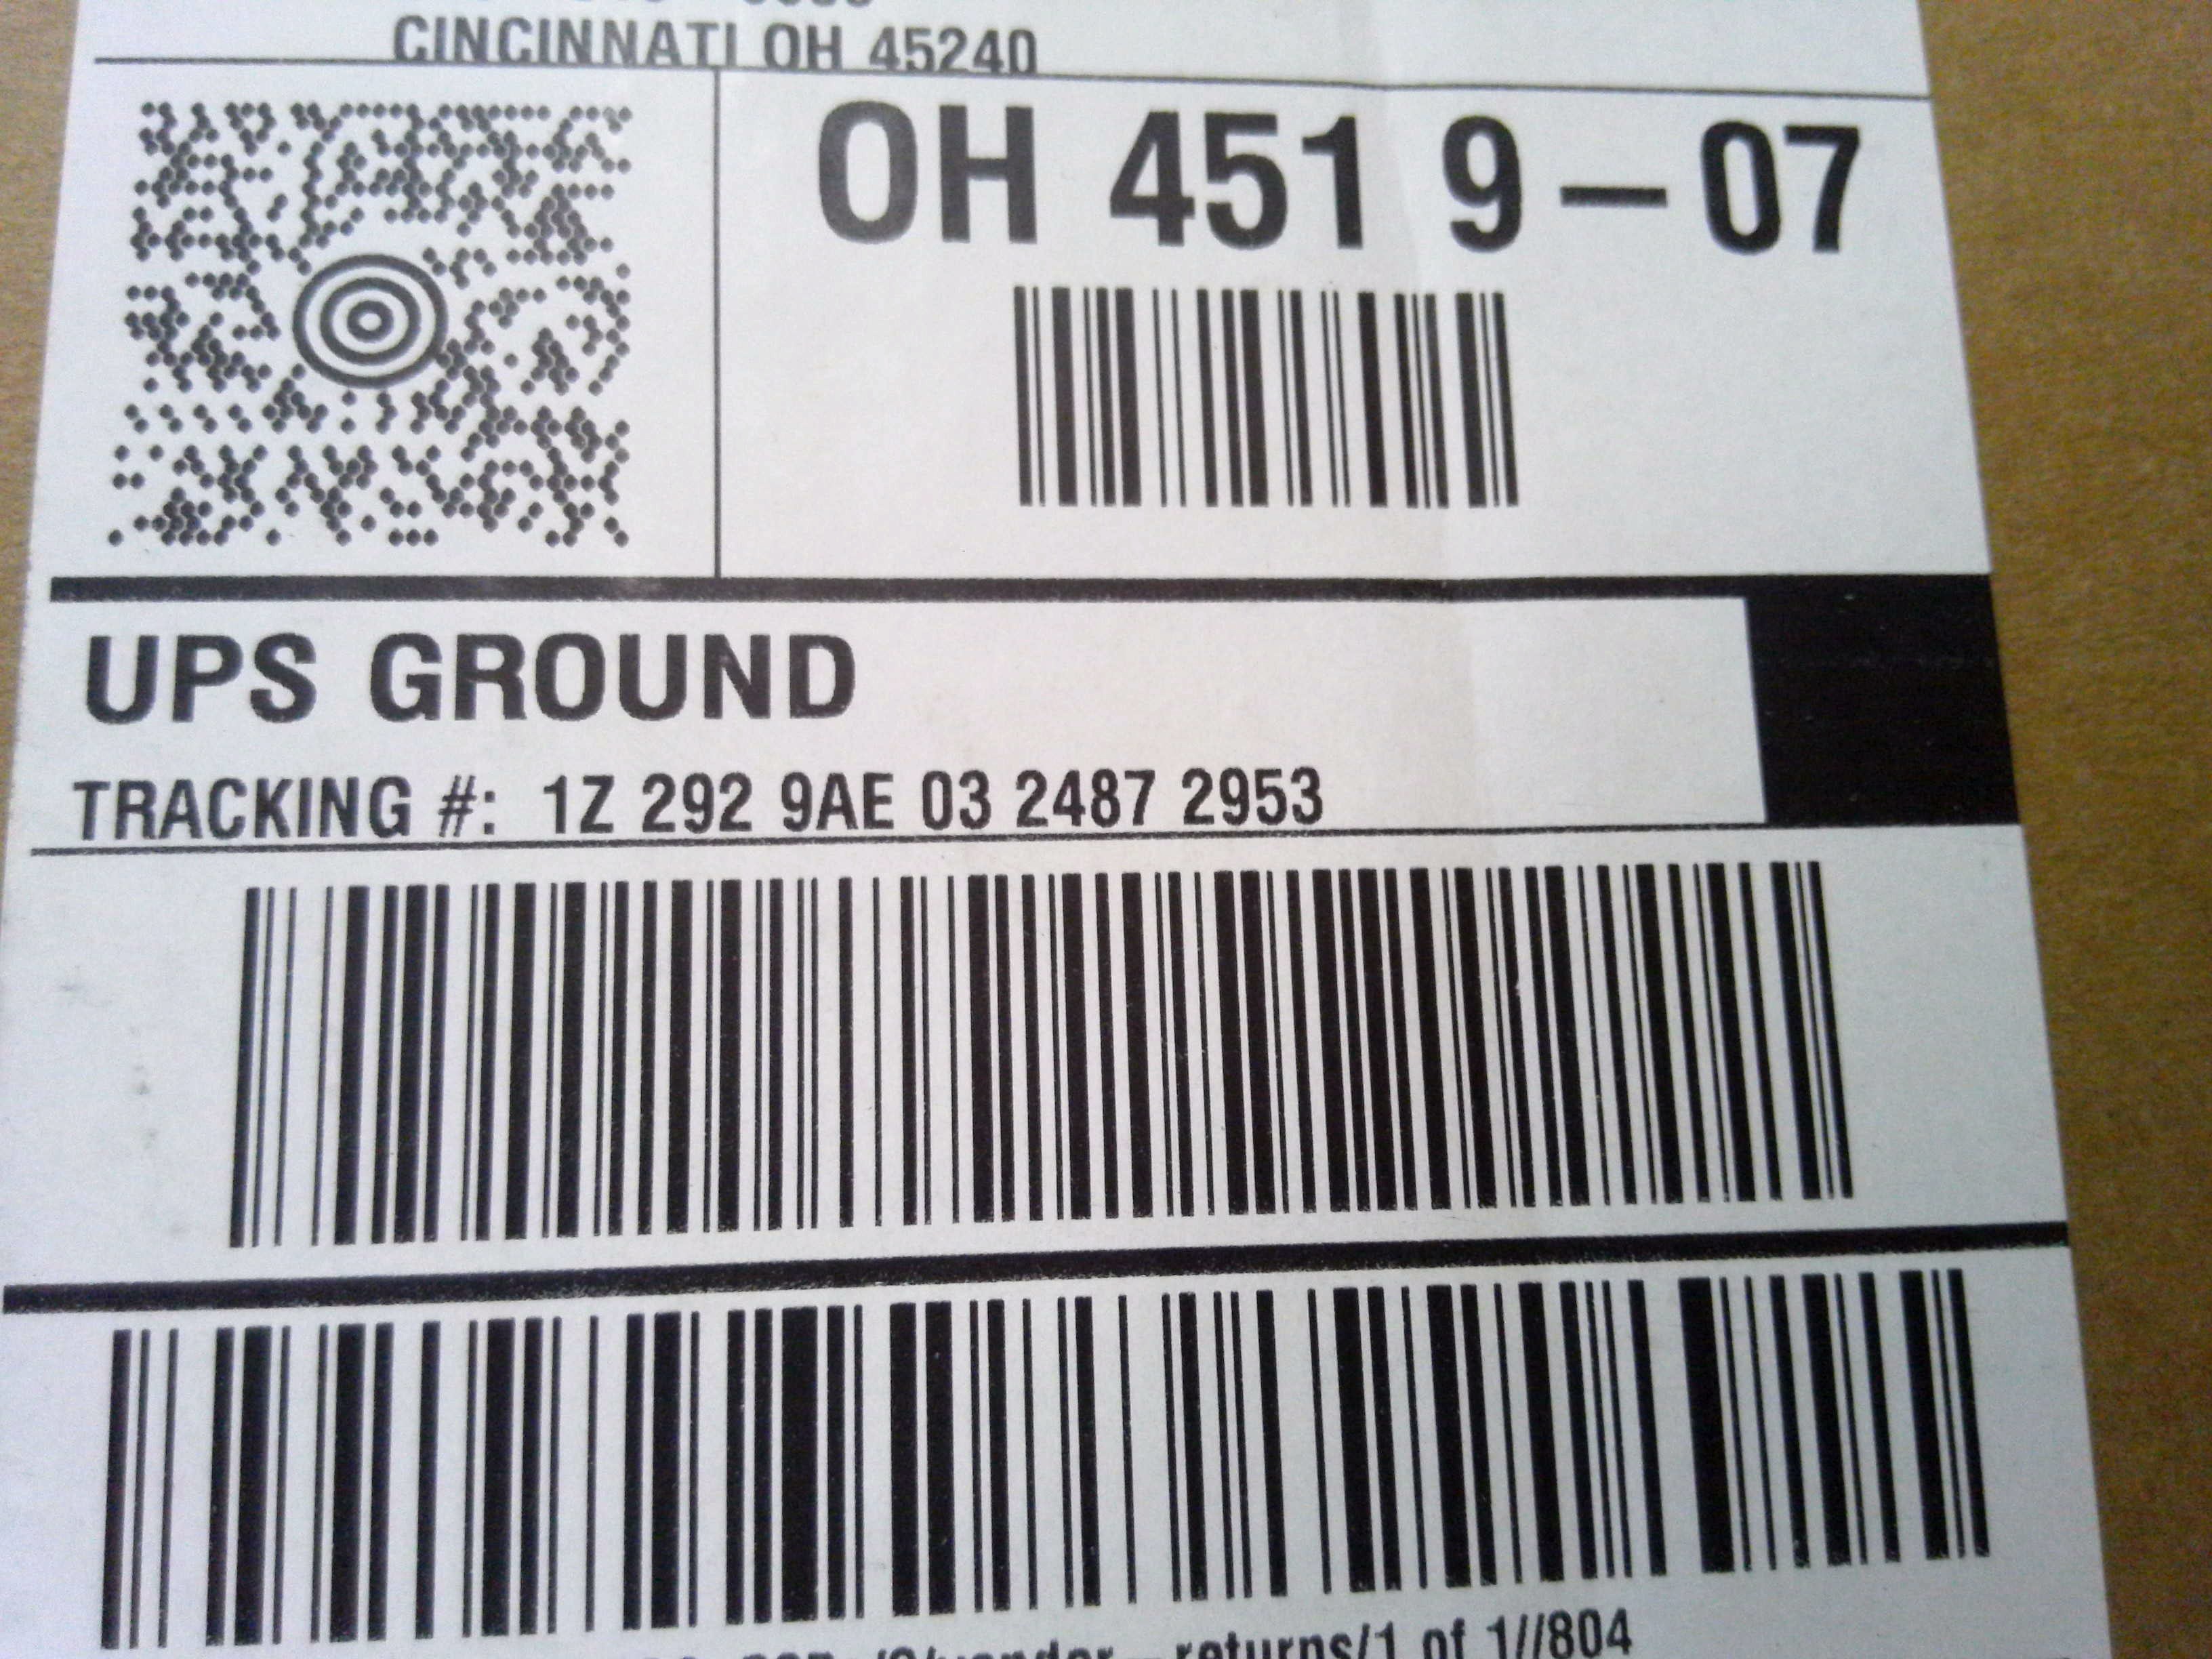 CINCINNATI OH 45240
OH 451 9-07
UPS GROUND
TRACKING #: 1Z 292 9AE 03 2487 2953
returns/1 of 1//804